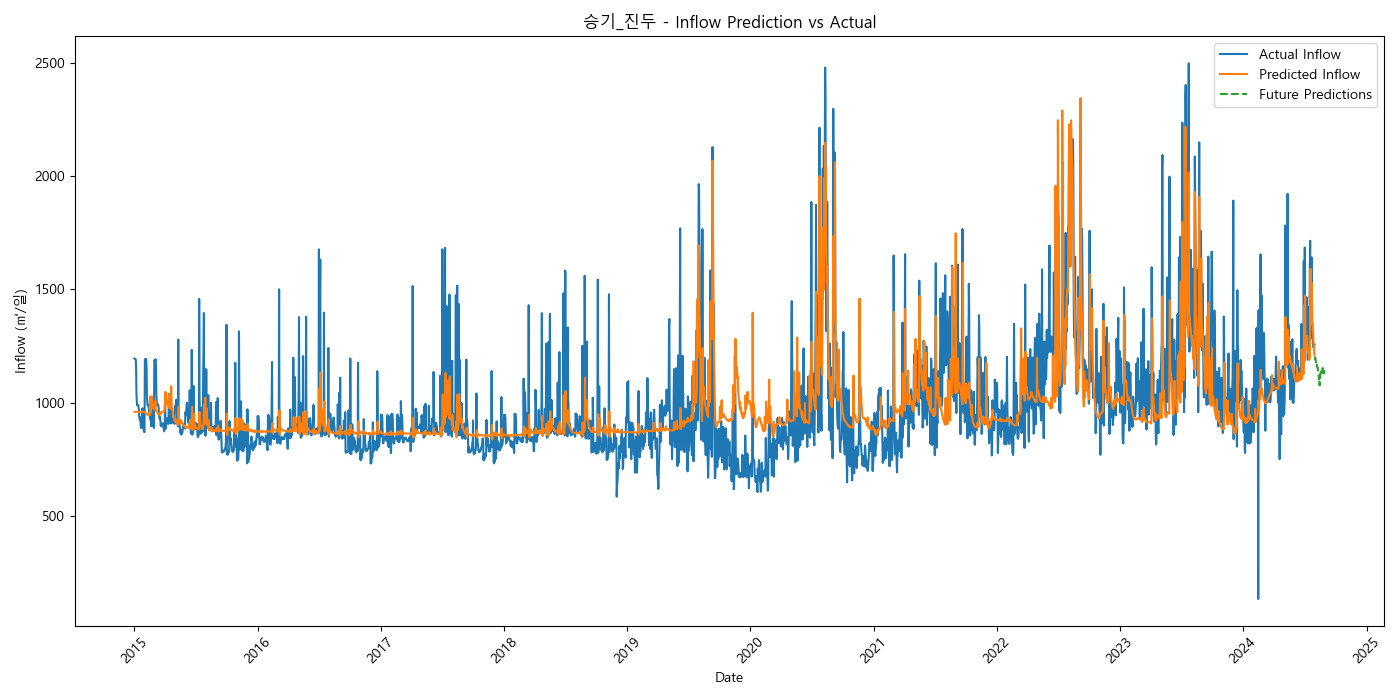 승기_진두 - Inflow Prediction vs Actual
Actual Inflow
Predicted Inflow
Future Predictions
Inflow (㎥/일)
2500
2000
1500
1000
500
2015
2016
2017
2018
2019
2020
2021
2022
2023
2024
2025
Date